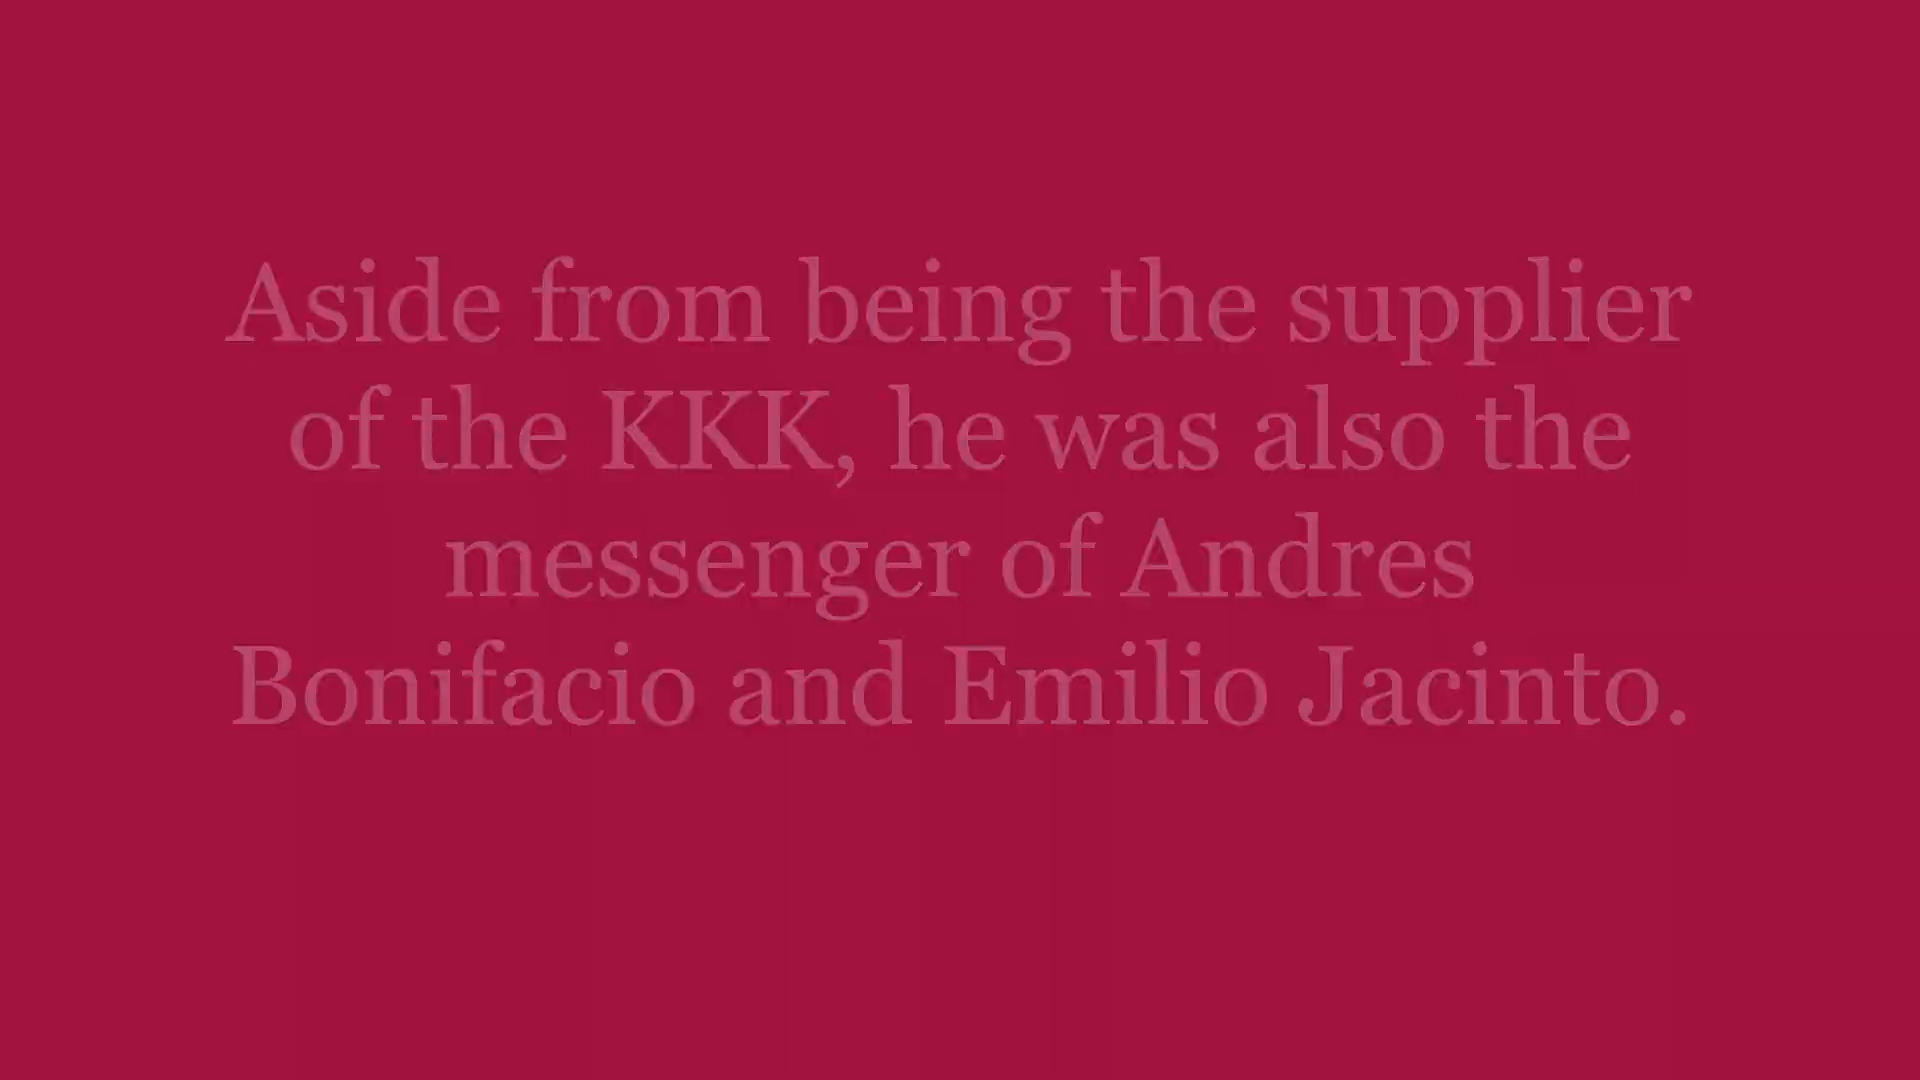 Aside from being the supplier
of the KKK, he was also the
messenger of Andres
Bonifacio and Emilio Jacinto.